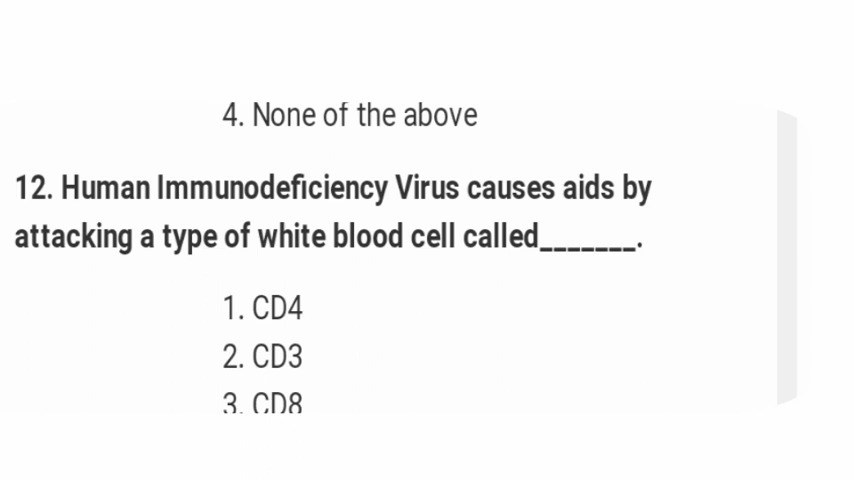 4. None of the above
12. Human Immunodeficiency Virus causes aids by
attacking a type of white blood cell called_______.
1. CD4
2. CD3
3. CD8